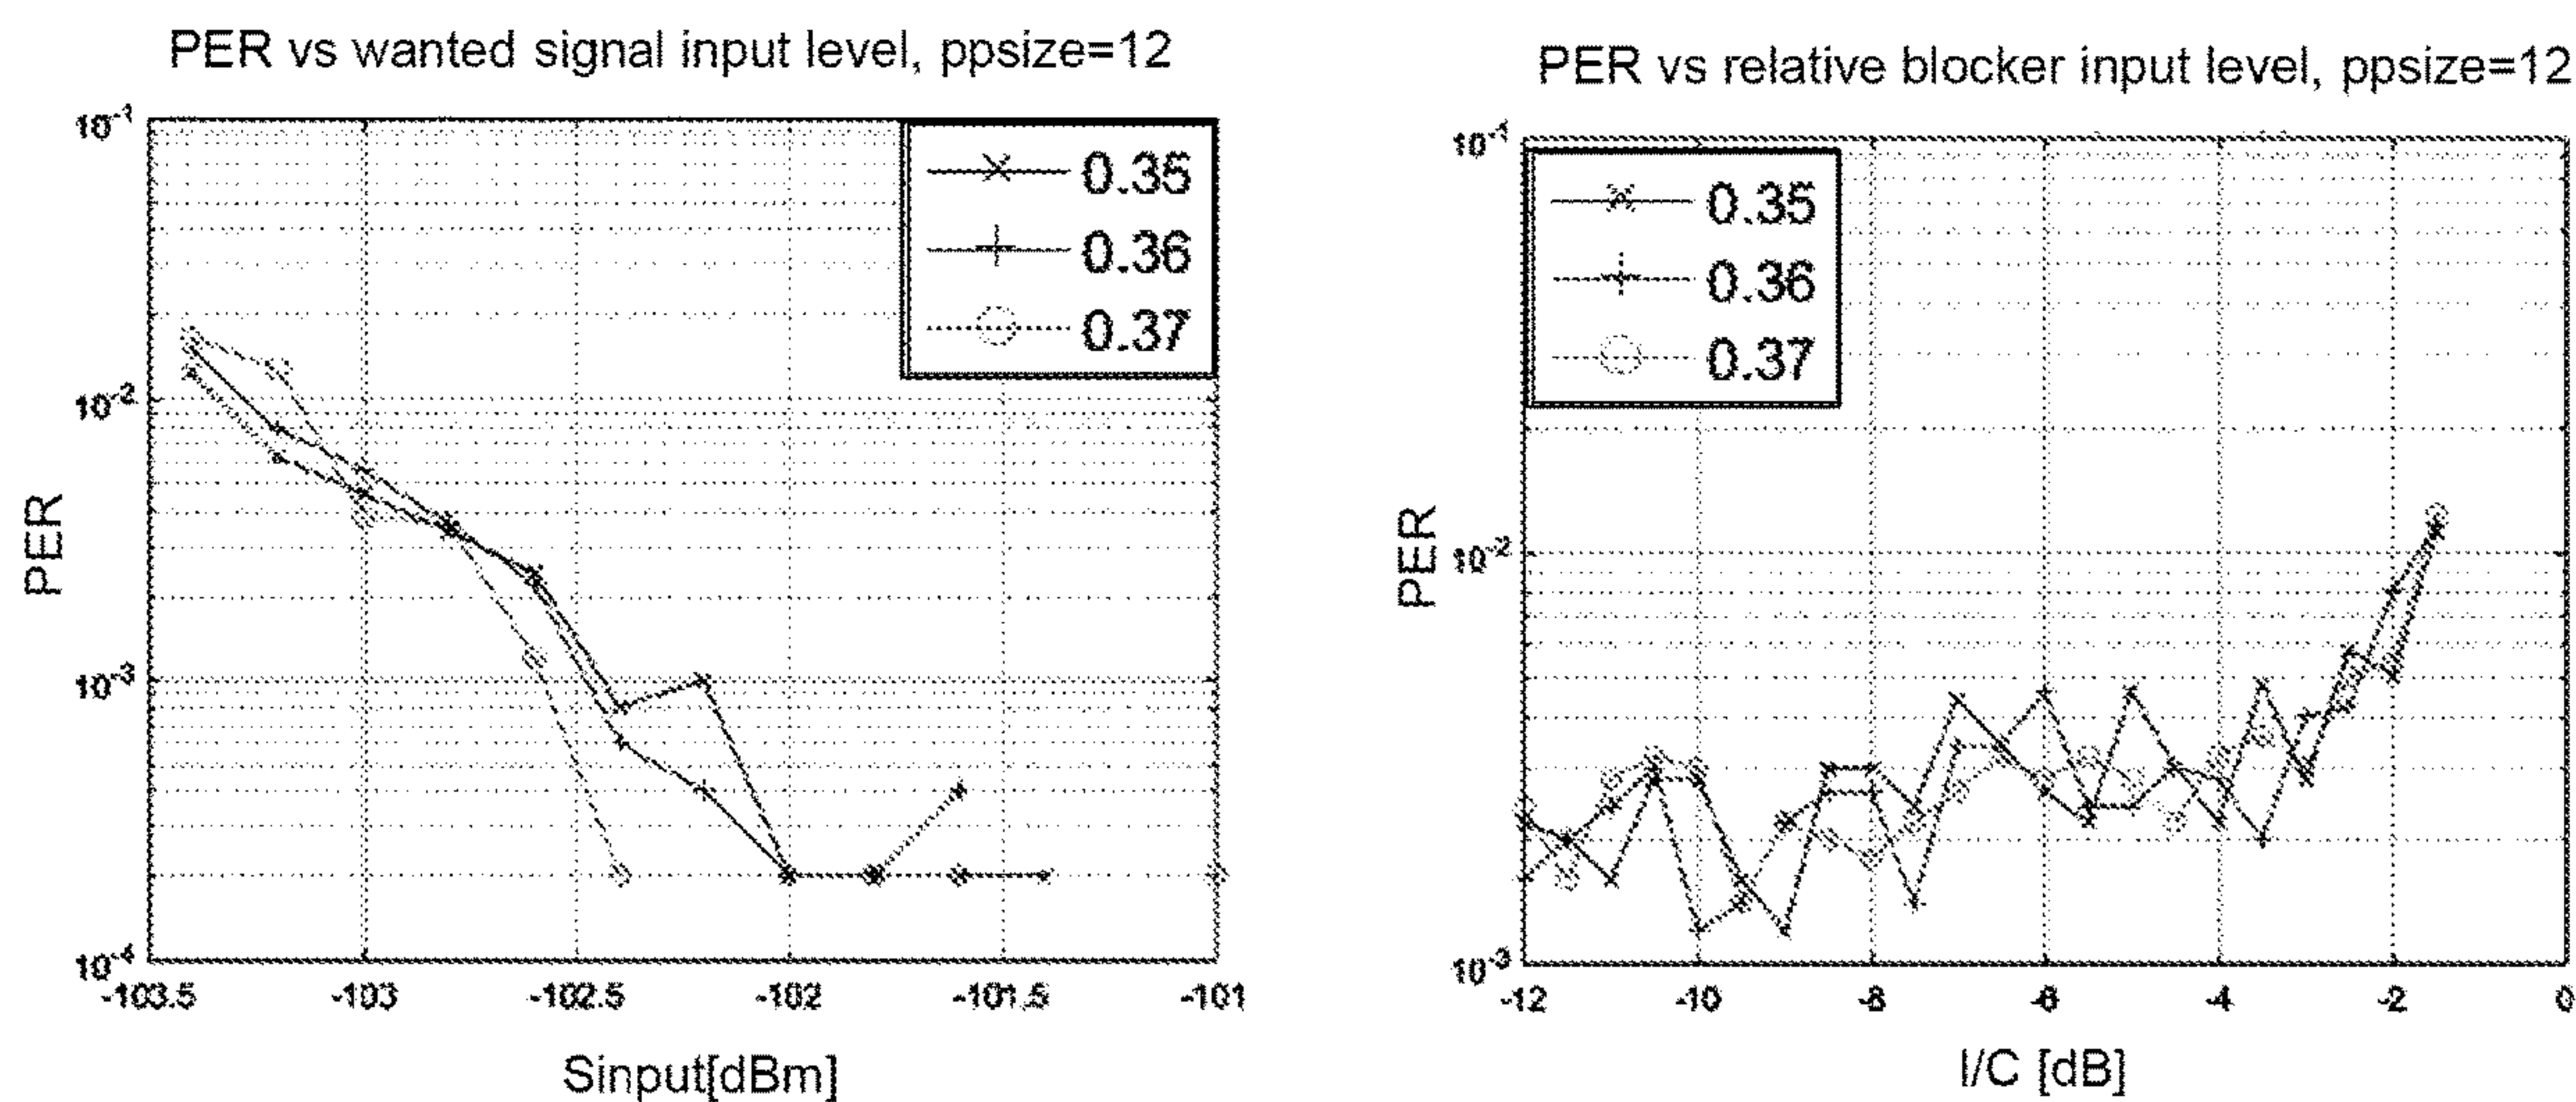 PER vs wanted signal input level, ppsize=12
10-1
0.35
0.36
0.37
10-2
PER
10-3
10-4
-103.5 -103 -102.5 -102 -101.5 -101
Sinput[dBm]
PER vs relative blocker input level, ppsize=12
10-1
0.35
0.36
0.37
PER
10-2
10-3
-12 -10 -8 -6 -4 -2 0
I/C [dB]